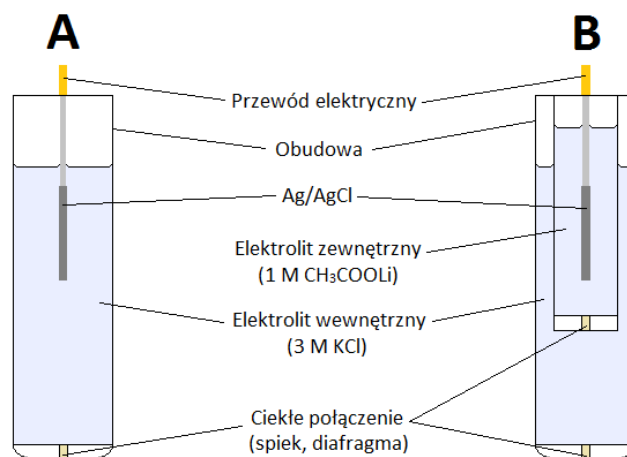 A
B
Przewód elektryczny
Obudowa
Ag/AgCl
Elektrolit zewnętrzny
(1 M CH₃COOLi)
Elektrolit wewnętrzny
(3 M KCl)
Ciekłe połączenie
(spiek, diafragma)